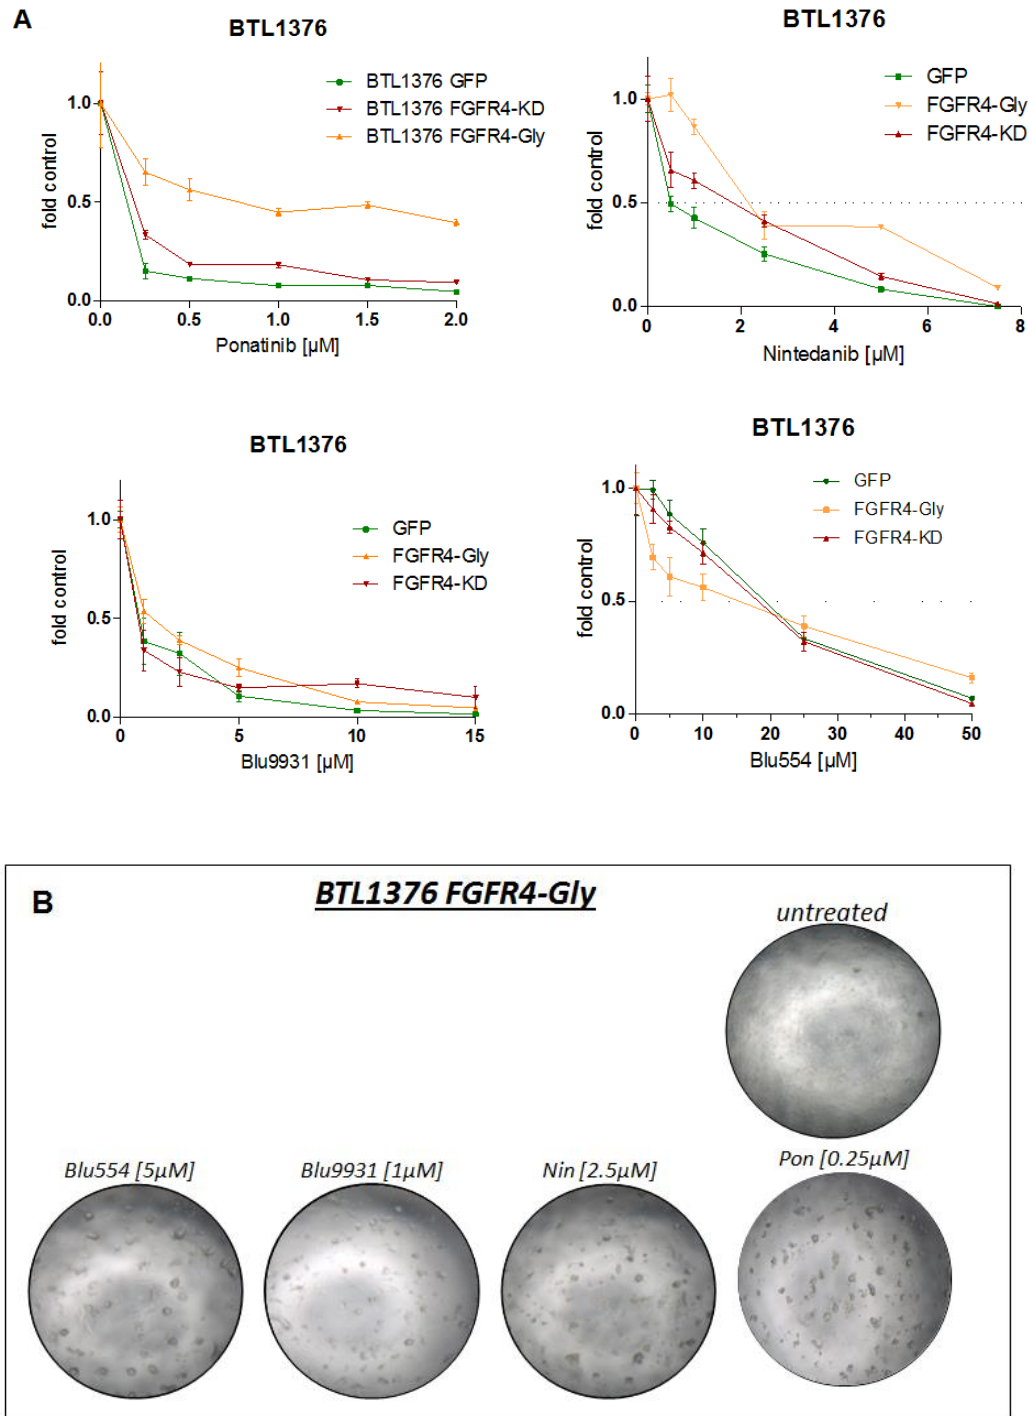 A
BTL1376
BTL1376 GFP
BTL1376 FGFR4-KD
BTL1376 FGFR4-Gly
fold control
1.0
0.5
0.0
0.0 0.5 1.0 1.5 2.0
Ponatinib [µM]
BTL1376
GFP
FGFR4-Gly
FGFR4-KD
fold control
1.0
0.5
0.0
0 2 4 6 8
Nintedanib [µM]
BTL1376
GFP
FGFR4-Gly
FGFR4-KD
fold control
1.0
0.5
0.0
0 5 10 15
Blu9931 [µM]
BTL1376
GFP
FGFR4-Gly
FGFR4-KD
fold control
1.0
0.5
0.0
0 10 20 30 40 50
Blu554 [µM]
B
BTL1376 FGFR4-Gly
untreated
Blu554 [5µM]
Blu9931 [1µM]
Nin [2.5µM]
Pon [0.25µM]